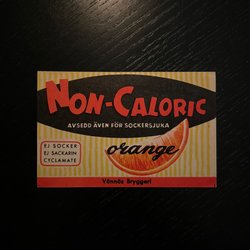 NON-CALORIC
AVSEDD ÄVEN FÖR SOCKERSJUKA
orange
EJ SOCKER
EJ SACKARIN
CYCLAMATE
Vännäs Bryggeri